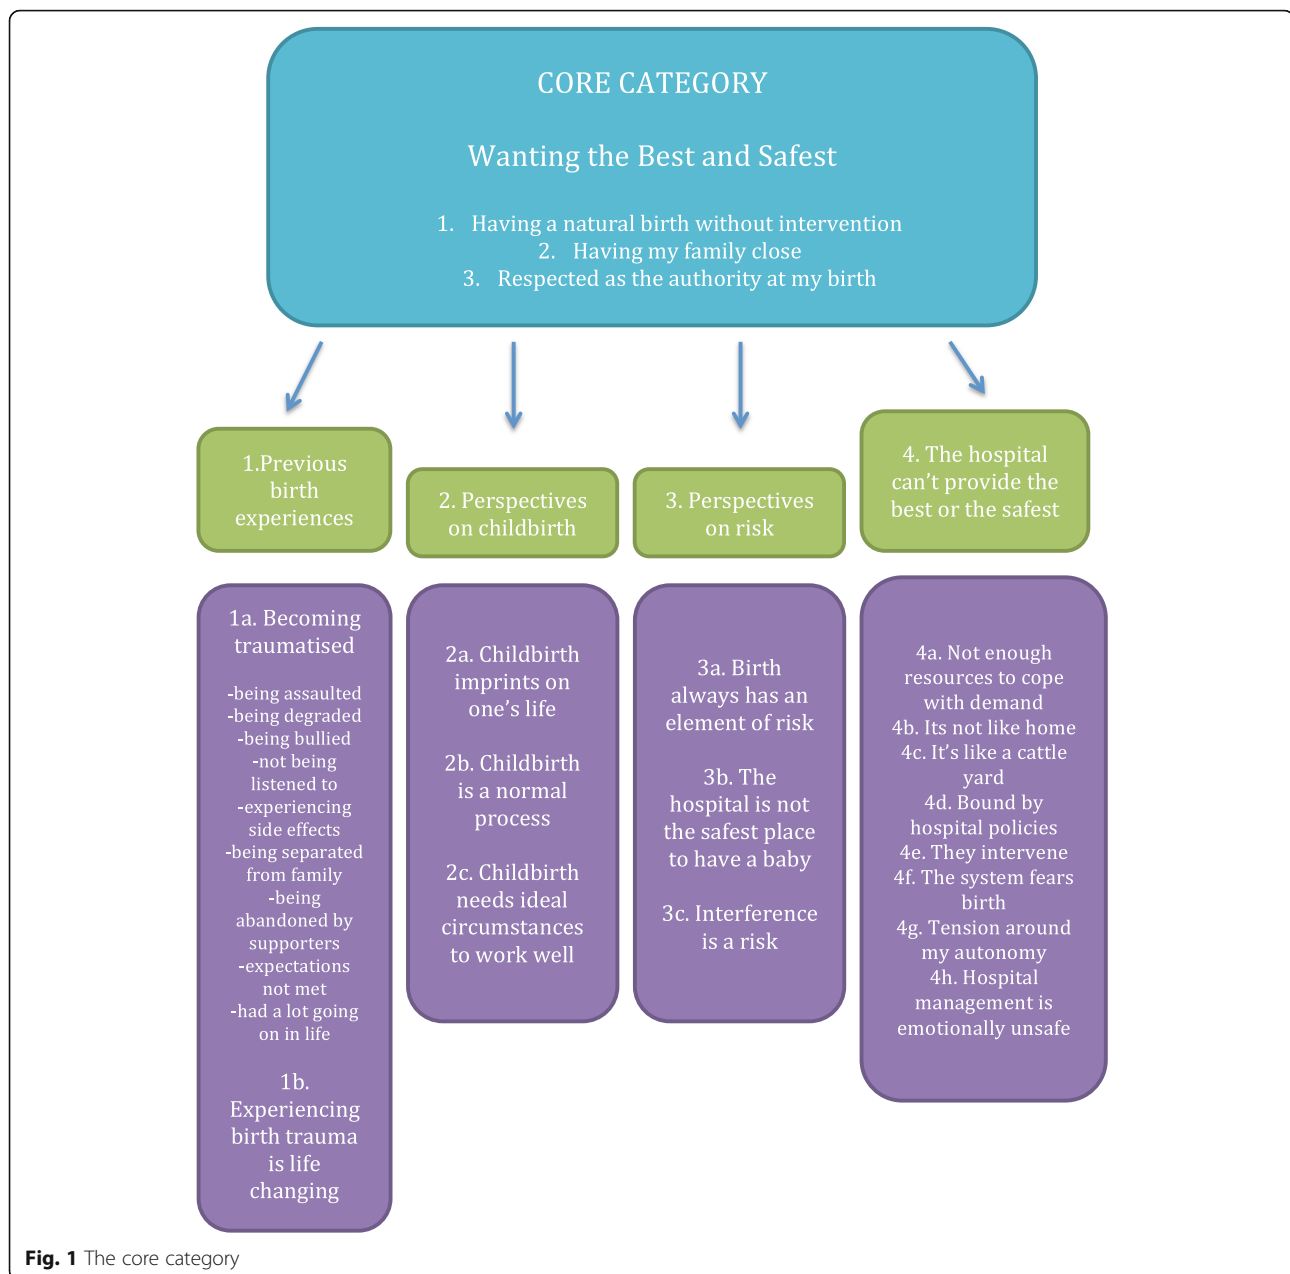 CORE CATEGORY
Wanting the Best and Safest
1. Having a natural birth without intervention
2. Having my family close
3. Respected as the authority at my birth
1.Previous
birth
experiences
2. Perspectives
on childbirth
3. Perspectives
on risk
4. The hospital
can't provide the
best or the safest
1a. Becoming
traumatised
-being assaulted
-being degraded
-being bullied
-not being
listened to
-experiencing
side effects
-being separated
from family
-being
abandoned by
supporters
-expectations
not met
-had a lot going
on in life
1b.
Experiencing
birth trauma
is life
changing
2a. Childbirth
imprints on
one's life
2b. Childbirth
is a normal
process
2c. Childbirth
needs ideal
circumstances
to work well
3a. Birth
always has an
element of risk
3b. The
hospital is not
the safest place
to have a baby
3c. Interference
is a risk
4a. Not enough
resources to cope
with demand
4b. Its not like home
4c. It's like a cattle
yard
4d. Bound by
hospital policies
4e. They intervene
4f. The system fears
birth
4g. Tension around
my autonomy
4h. Hospital
management is
emotionally unsafe
Fig. 1 The core category